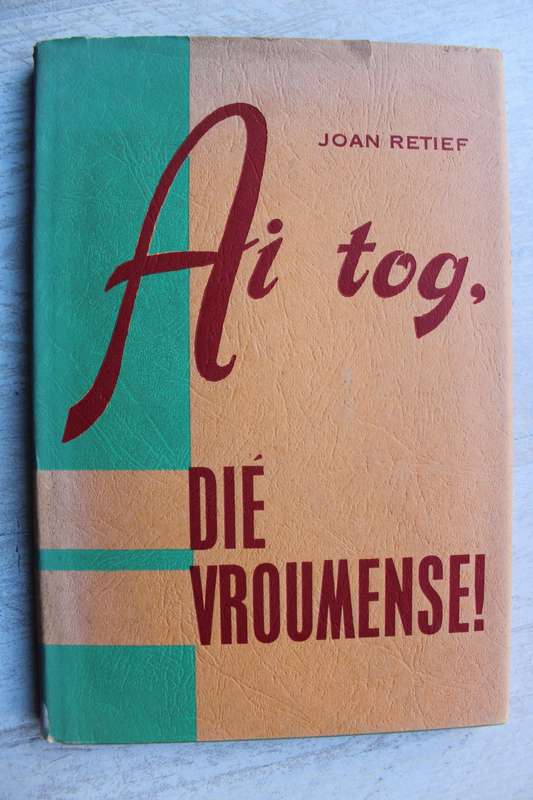 JOAN RETIEF
Ai tog,
DIÉ
VROUMENSE!